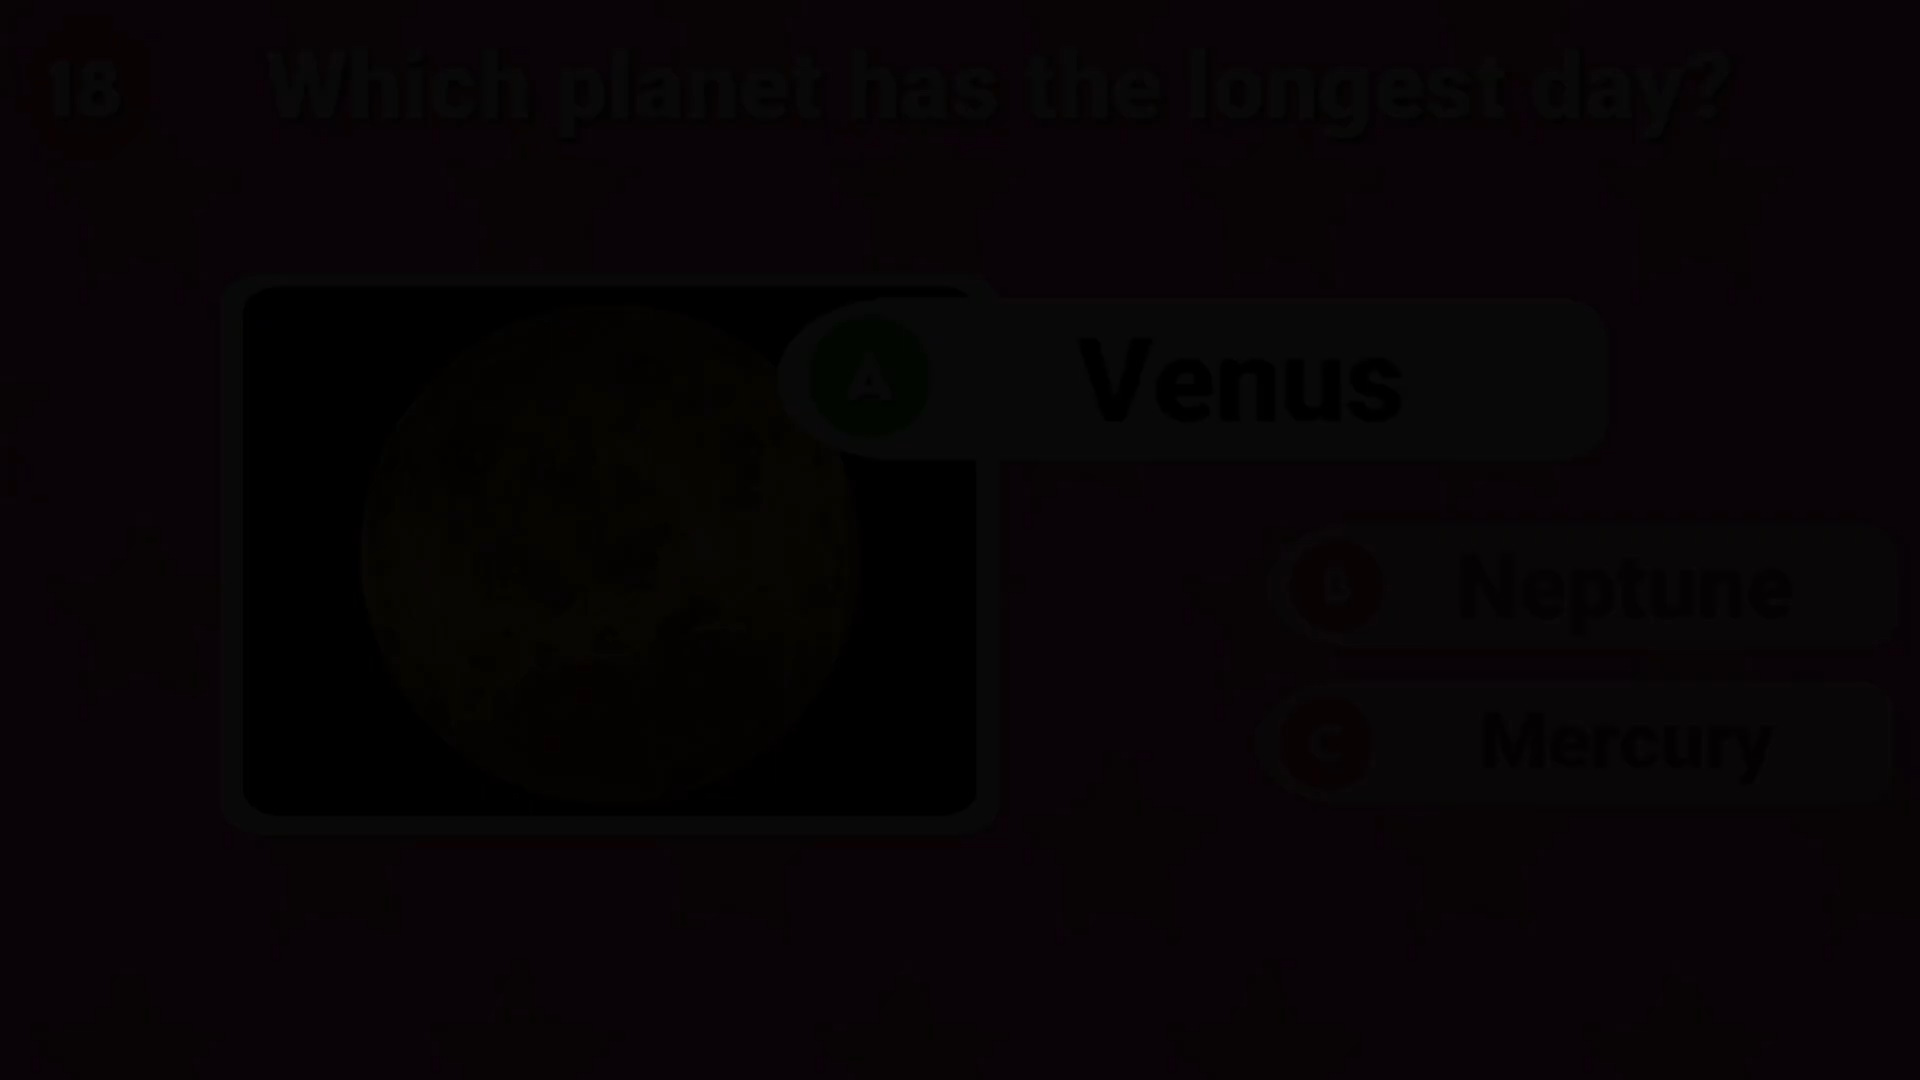 18
Which planet has the longest day?
A
Venus
B
Neptune
C
Mercury